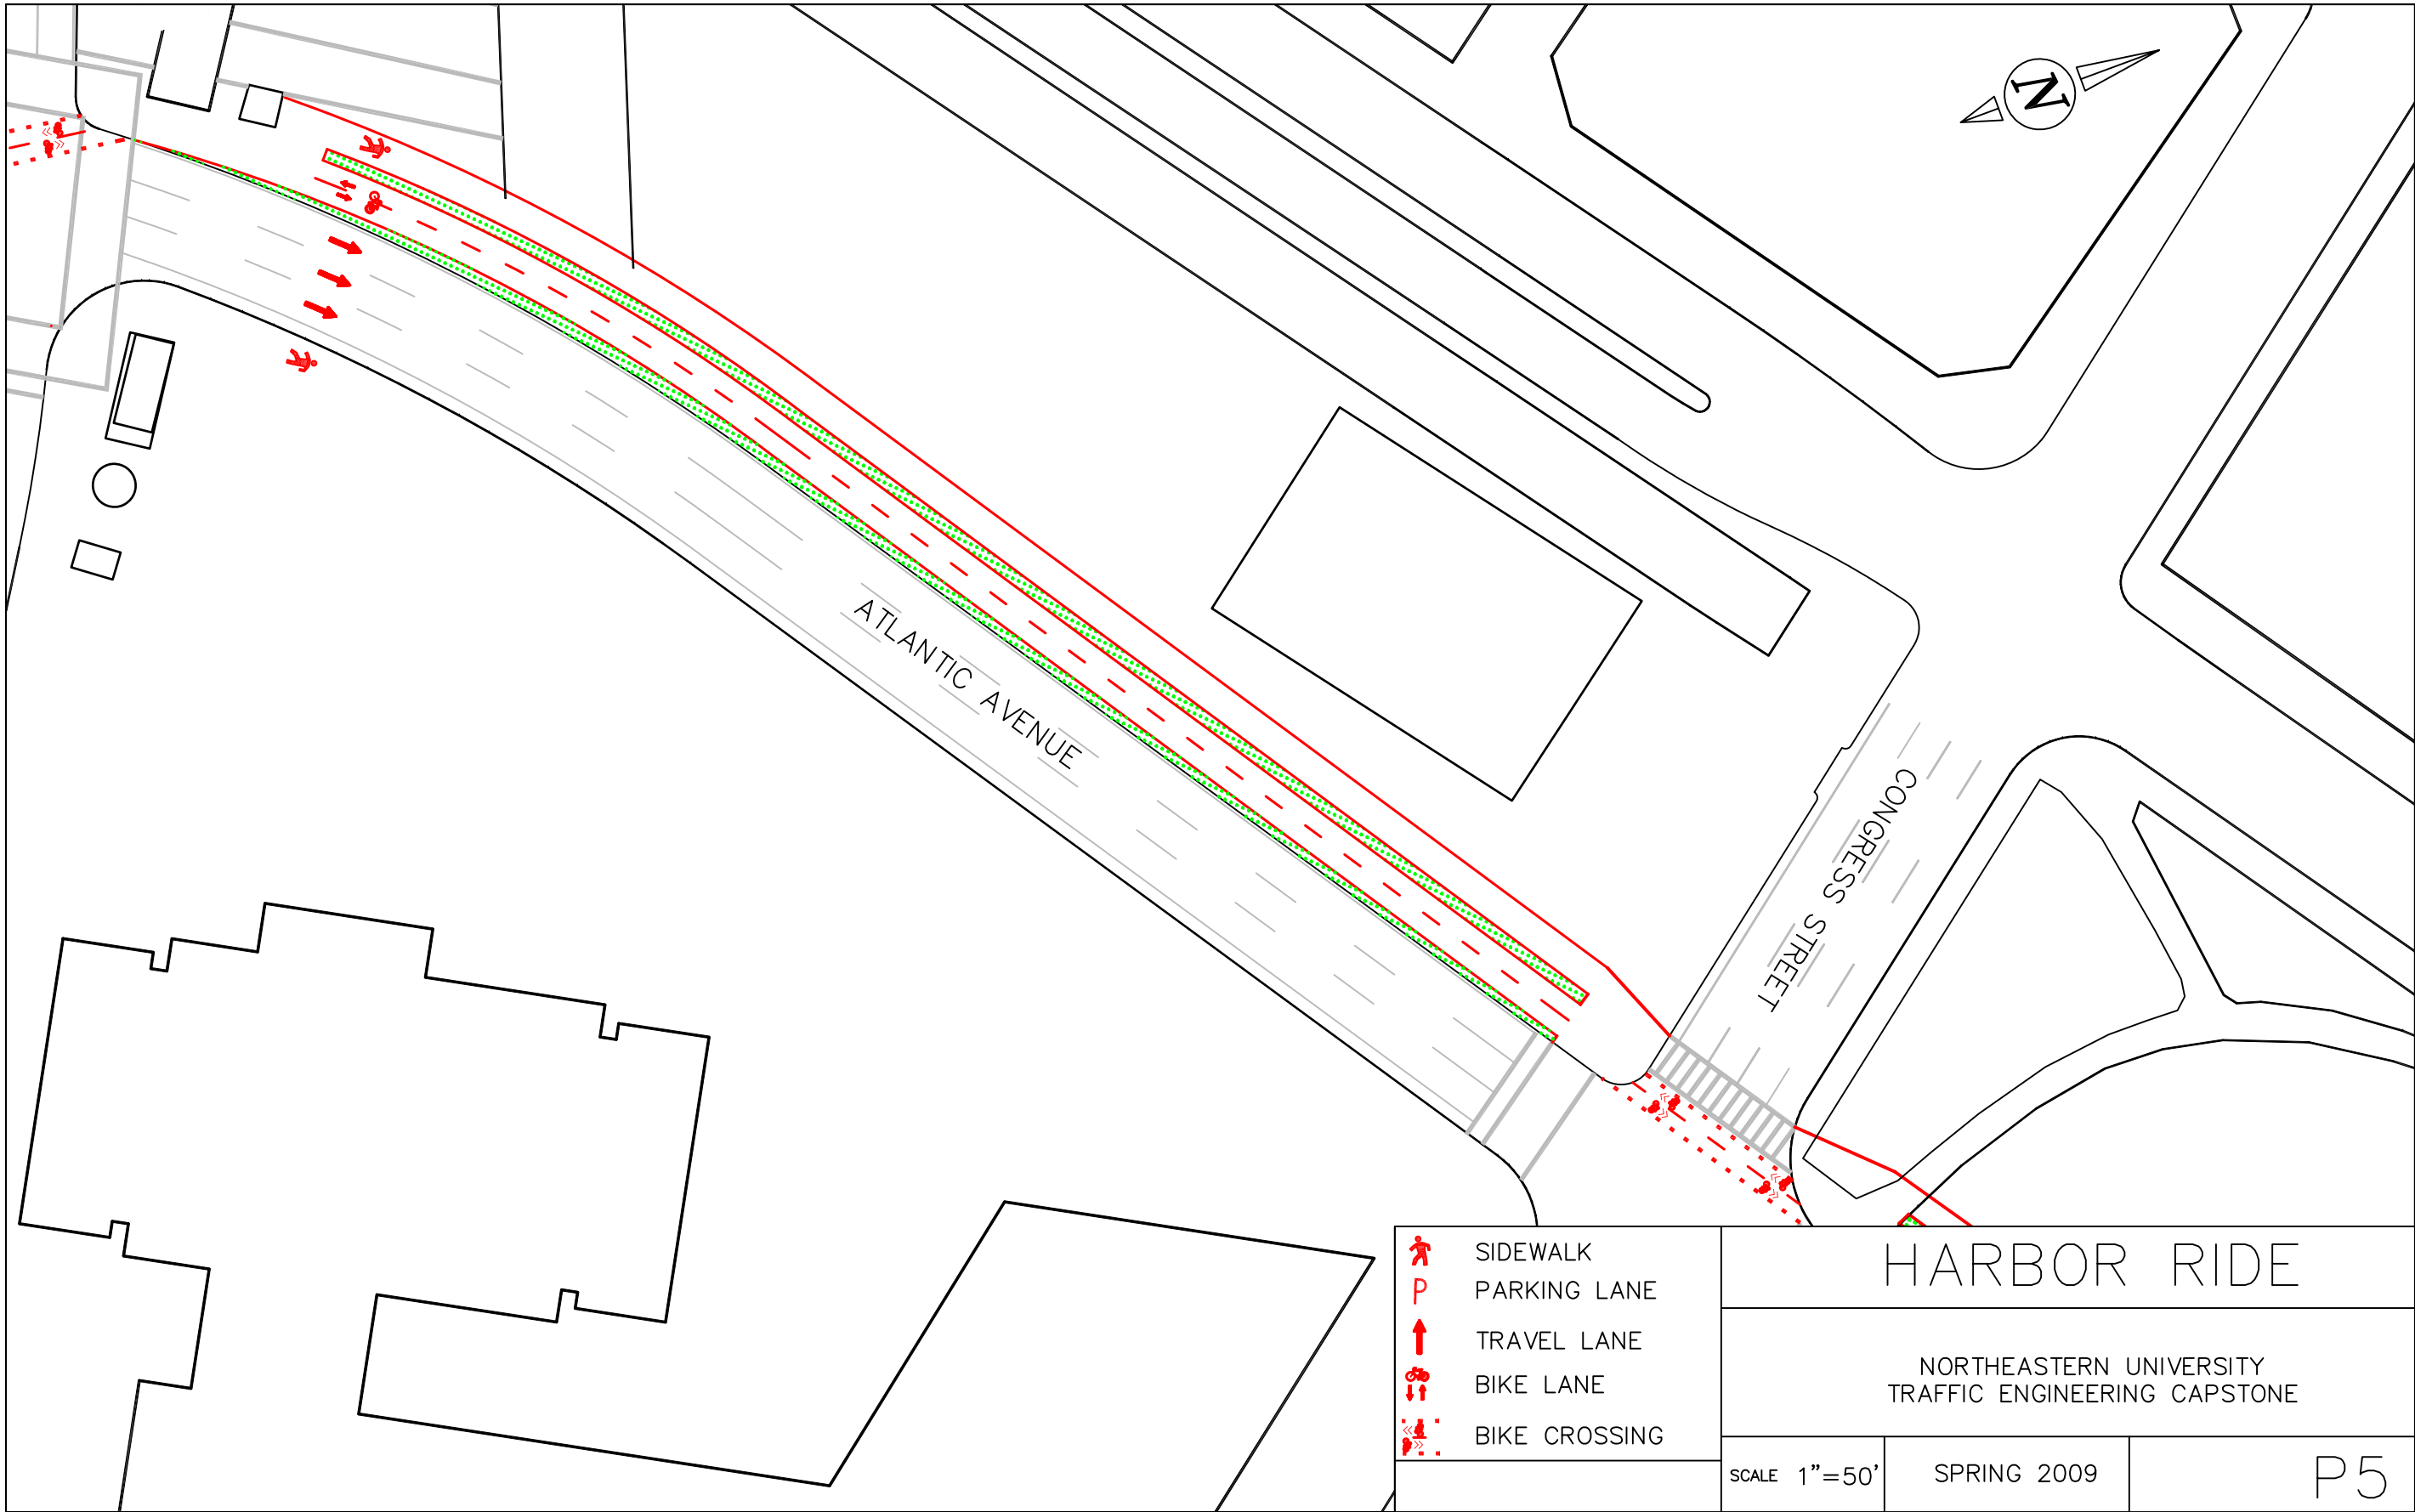 N
ATLANTIC AVENUE
CONGRESS STREET
SIDEWALK
P PARKING LANE
TRAVEL LANE
BIKE LANE
BIKE CROSSING
HARBOR RIDE
NORTHEASTERN UNIVERSITY
TRAFFIC ENGINEERING CAPSTONE
SCALE 1"=50'
SPRING 2009
P5